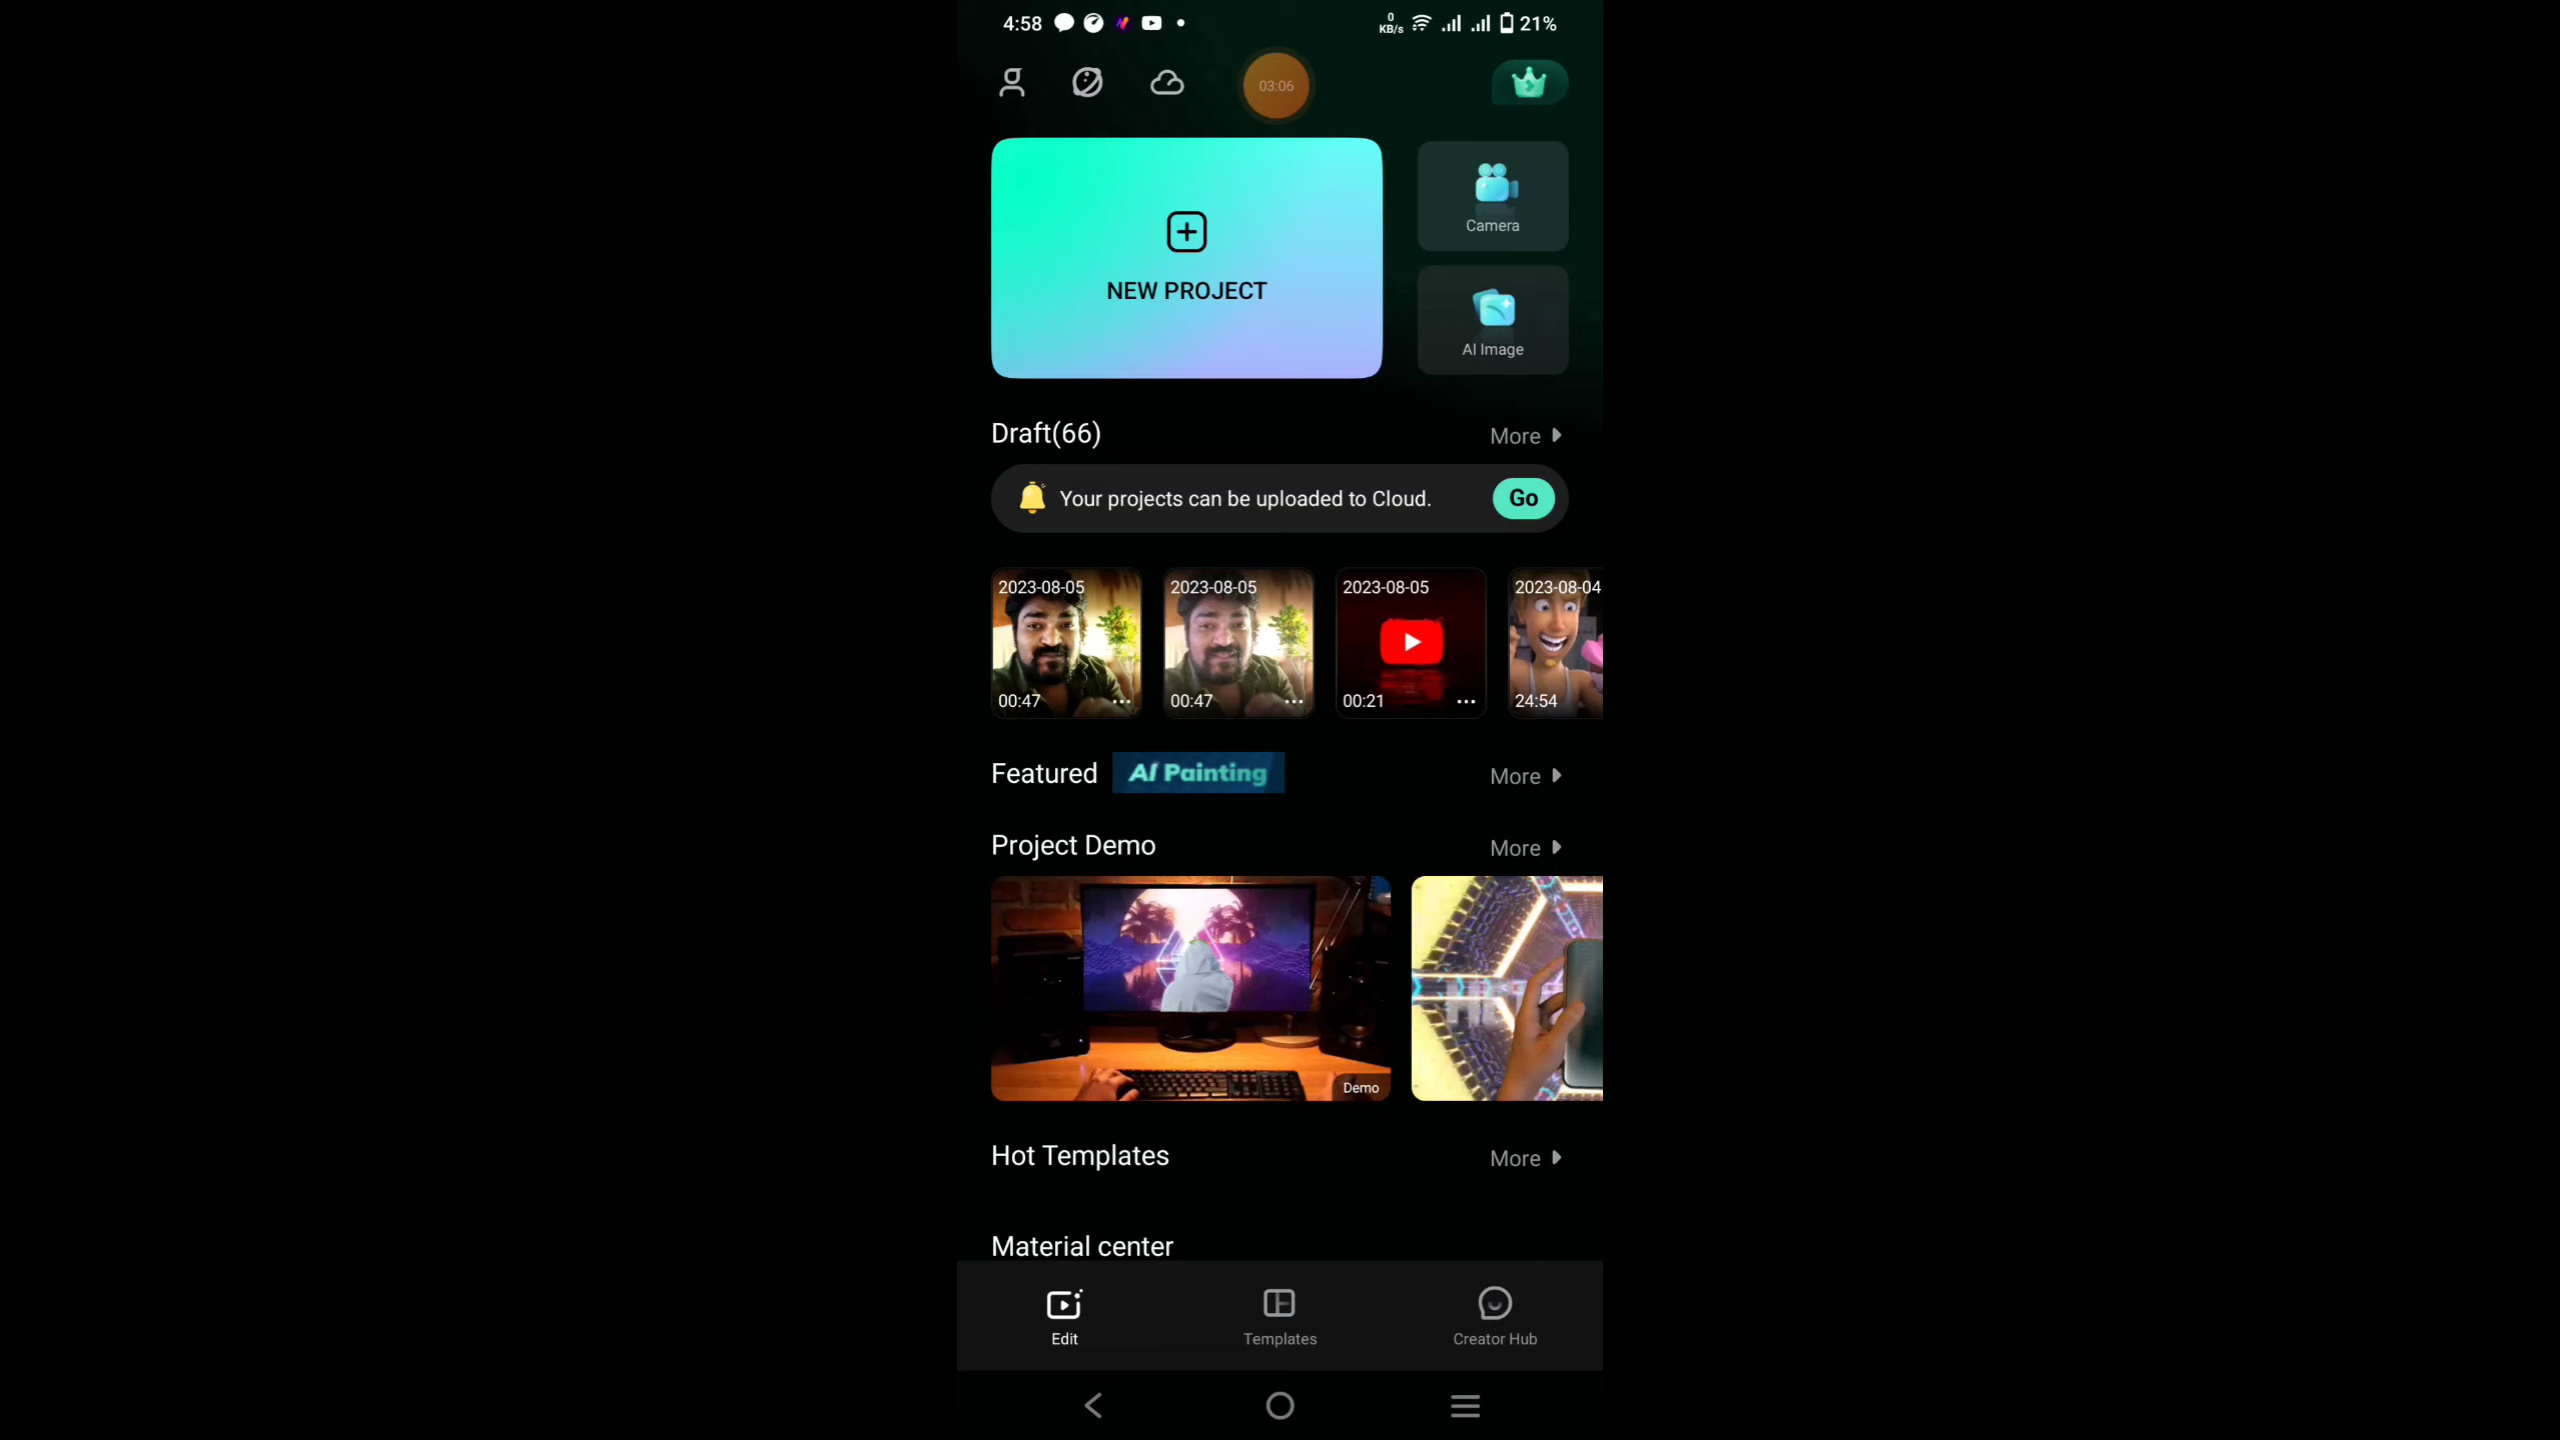 4:58
0
KB/s
21%
03:06
NEW PROJECT
Camera
AI Image
Draft(66)
More
Your projects can be uploaded to Cloud.
Go
2023-08-05
2023-08-05
2023-08-05
2023-08-04
00:47
00:47
00:21
24:54
Featured
AI Painting
More
Project Demo
More
Demo
Hot Templates
More
Material center
Edit
Templates
Creator Hub